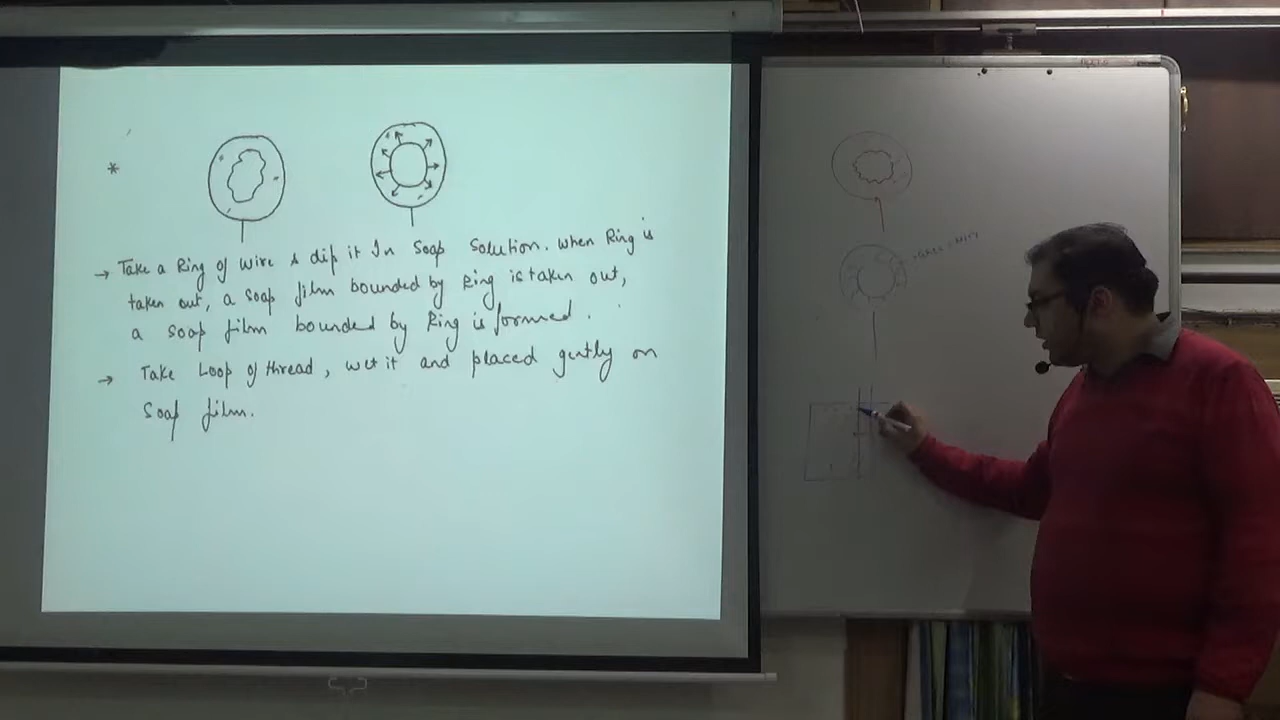 *
→ Take a Ring of wire & dip it In Soap Solution. When Ring is
taken out, a soap film bounded by Ring is taken out,
a soap film bounded by Ring is formed.
→ Take Loop of thread, wet it and placed gently on
Soap film.